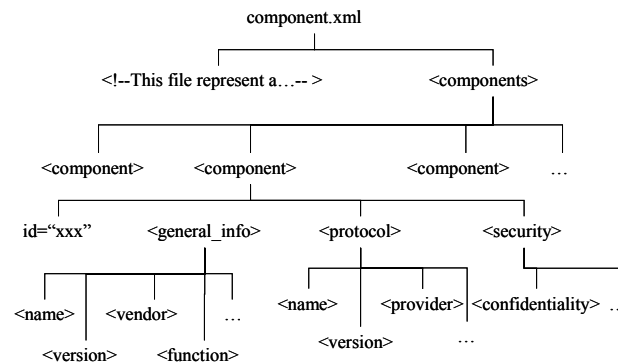 component.xml
<!--This file represent a…-- >
<components>
<component>
<component>
<component>
…
id=“xxx”
<general_info>
<protocol>
<security>
<name>
<vendor>
…
<name>
<provider>
<confidentiality>
…
<version>
<function>
<version>
…